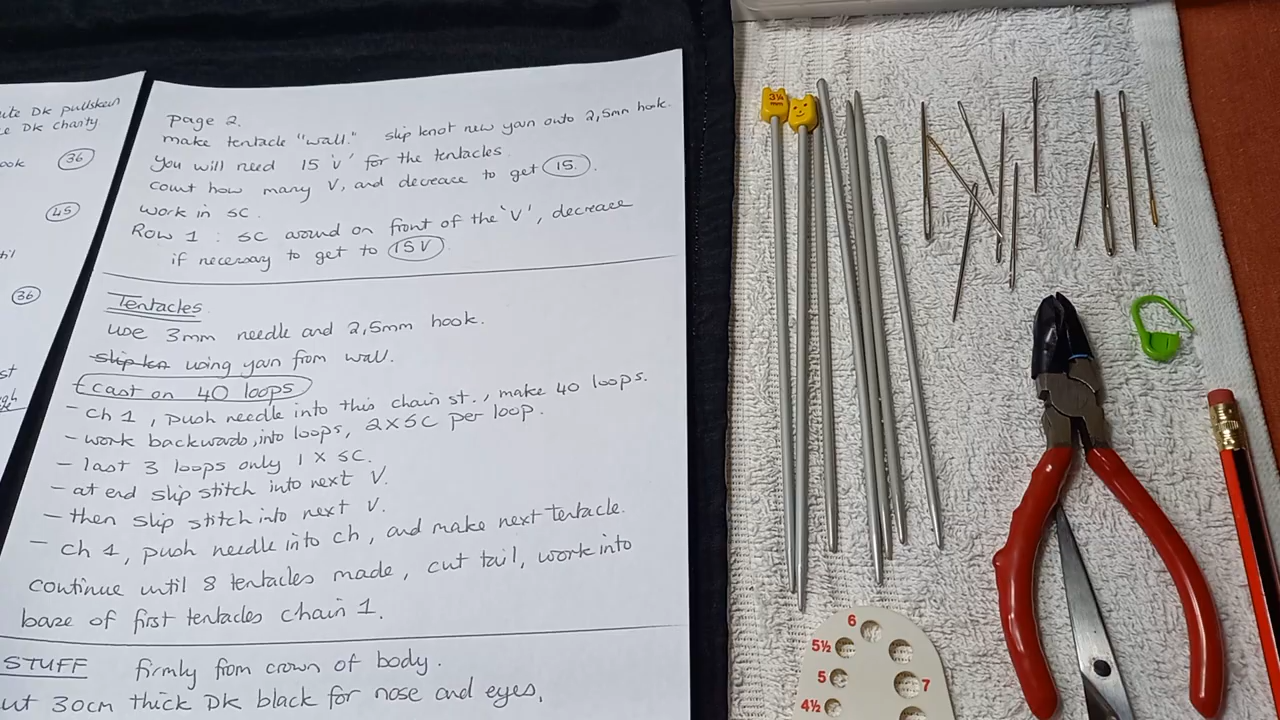 DK pullskein
DK charity
36
45
36
st
page 2.
make tentacle "wall." slip knot new yarn onto 2,5mm hook.
You will need 15 'V' for the tentacles.
count how many V, and decrease to get 15.
work in sc.
Row 1 : sc around on front of the 'V', decrease
if necessary to get to 15 V
Tentacles
use 3mm needle and 2,5mm hook.
slip kn using yarn from wall.
cast on 40 loops
- ch 1, push needle into this chain st., make 40 loops.
- work backwards, into loops, 2 x sc per loop.
- last 3 loops only 1 x sc.
- at end slip stitch into next V.
- then slip stitch into next V.
- ch 1, push needle into ch, and make next tentacle.
continue until 8 tentacles made, cut tail, work into
base of first tentacles chain 1.
STUFF firmly from crown of body.
30cm thick DK black for nose and eyes,
3¼
mm
6
5½
5
7
4½